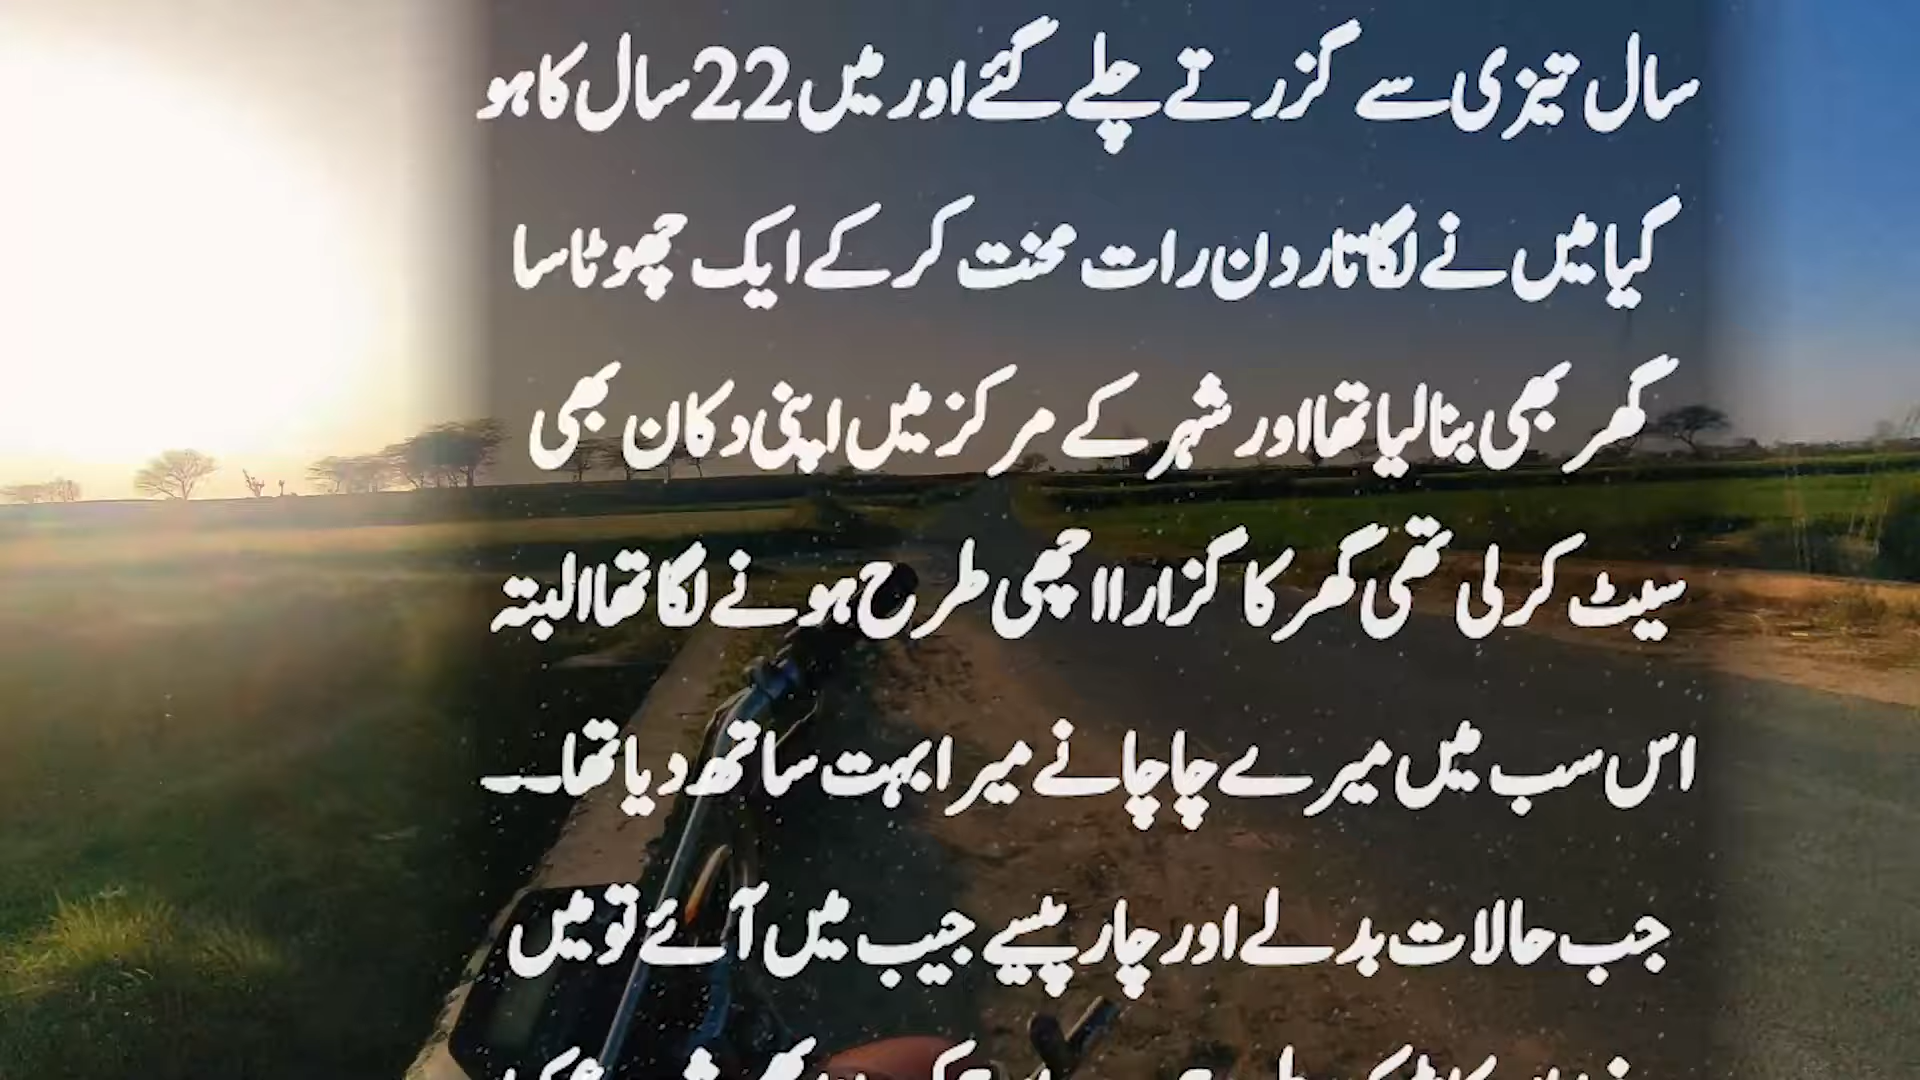 سال تیزی سے گزرتے چلے گئے اور میں 22 سال کا ہو
گیا میں نے لگاتار دن رات محنت کر کے ایک چھوٹا سا
گھر بھی بنا لیا تھا اور شہر کے مرکز میں اپنی دکان بھی
سیٹ کر لی تھی گھر کا گزارا ا اچھی طرح ہونے لگا تھا البتہ
اس سب میں میرے چاچا نے میرا بہت ساتھ دیا تھا۔۔
جب حالات بدلے اور چار پیسے جیب میں آئے تو میں